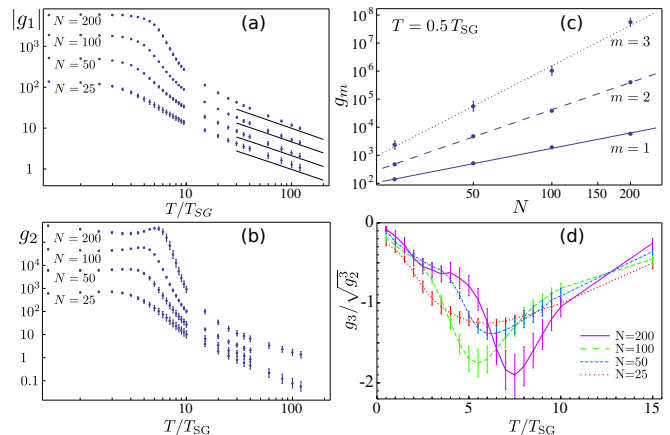 |g₁|
10³
10²
10
1
N = 200
N = 100
N = 50
N = 25
(a)
10
100
T/T_SG
g₂
10⁴
10³
10²
10
1
0.1
N = 200
N = 100
N = 50
N = 25
(b)
10
100
T/T_SG
g_m
10⁸
10⁷
10⁶
10⁵
10⁴
10³
10²
T = 0.5 T_SG
(c)
m = 3
m = 2
m = 1
50
100
150
200
N
g₃/√g₂³
0
-1
-2
(d)
N=200
N=100
N=50
N=25
0
5
10
15
T/T_SG